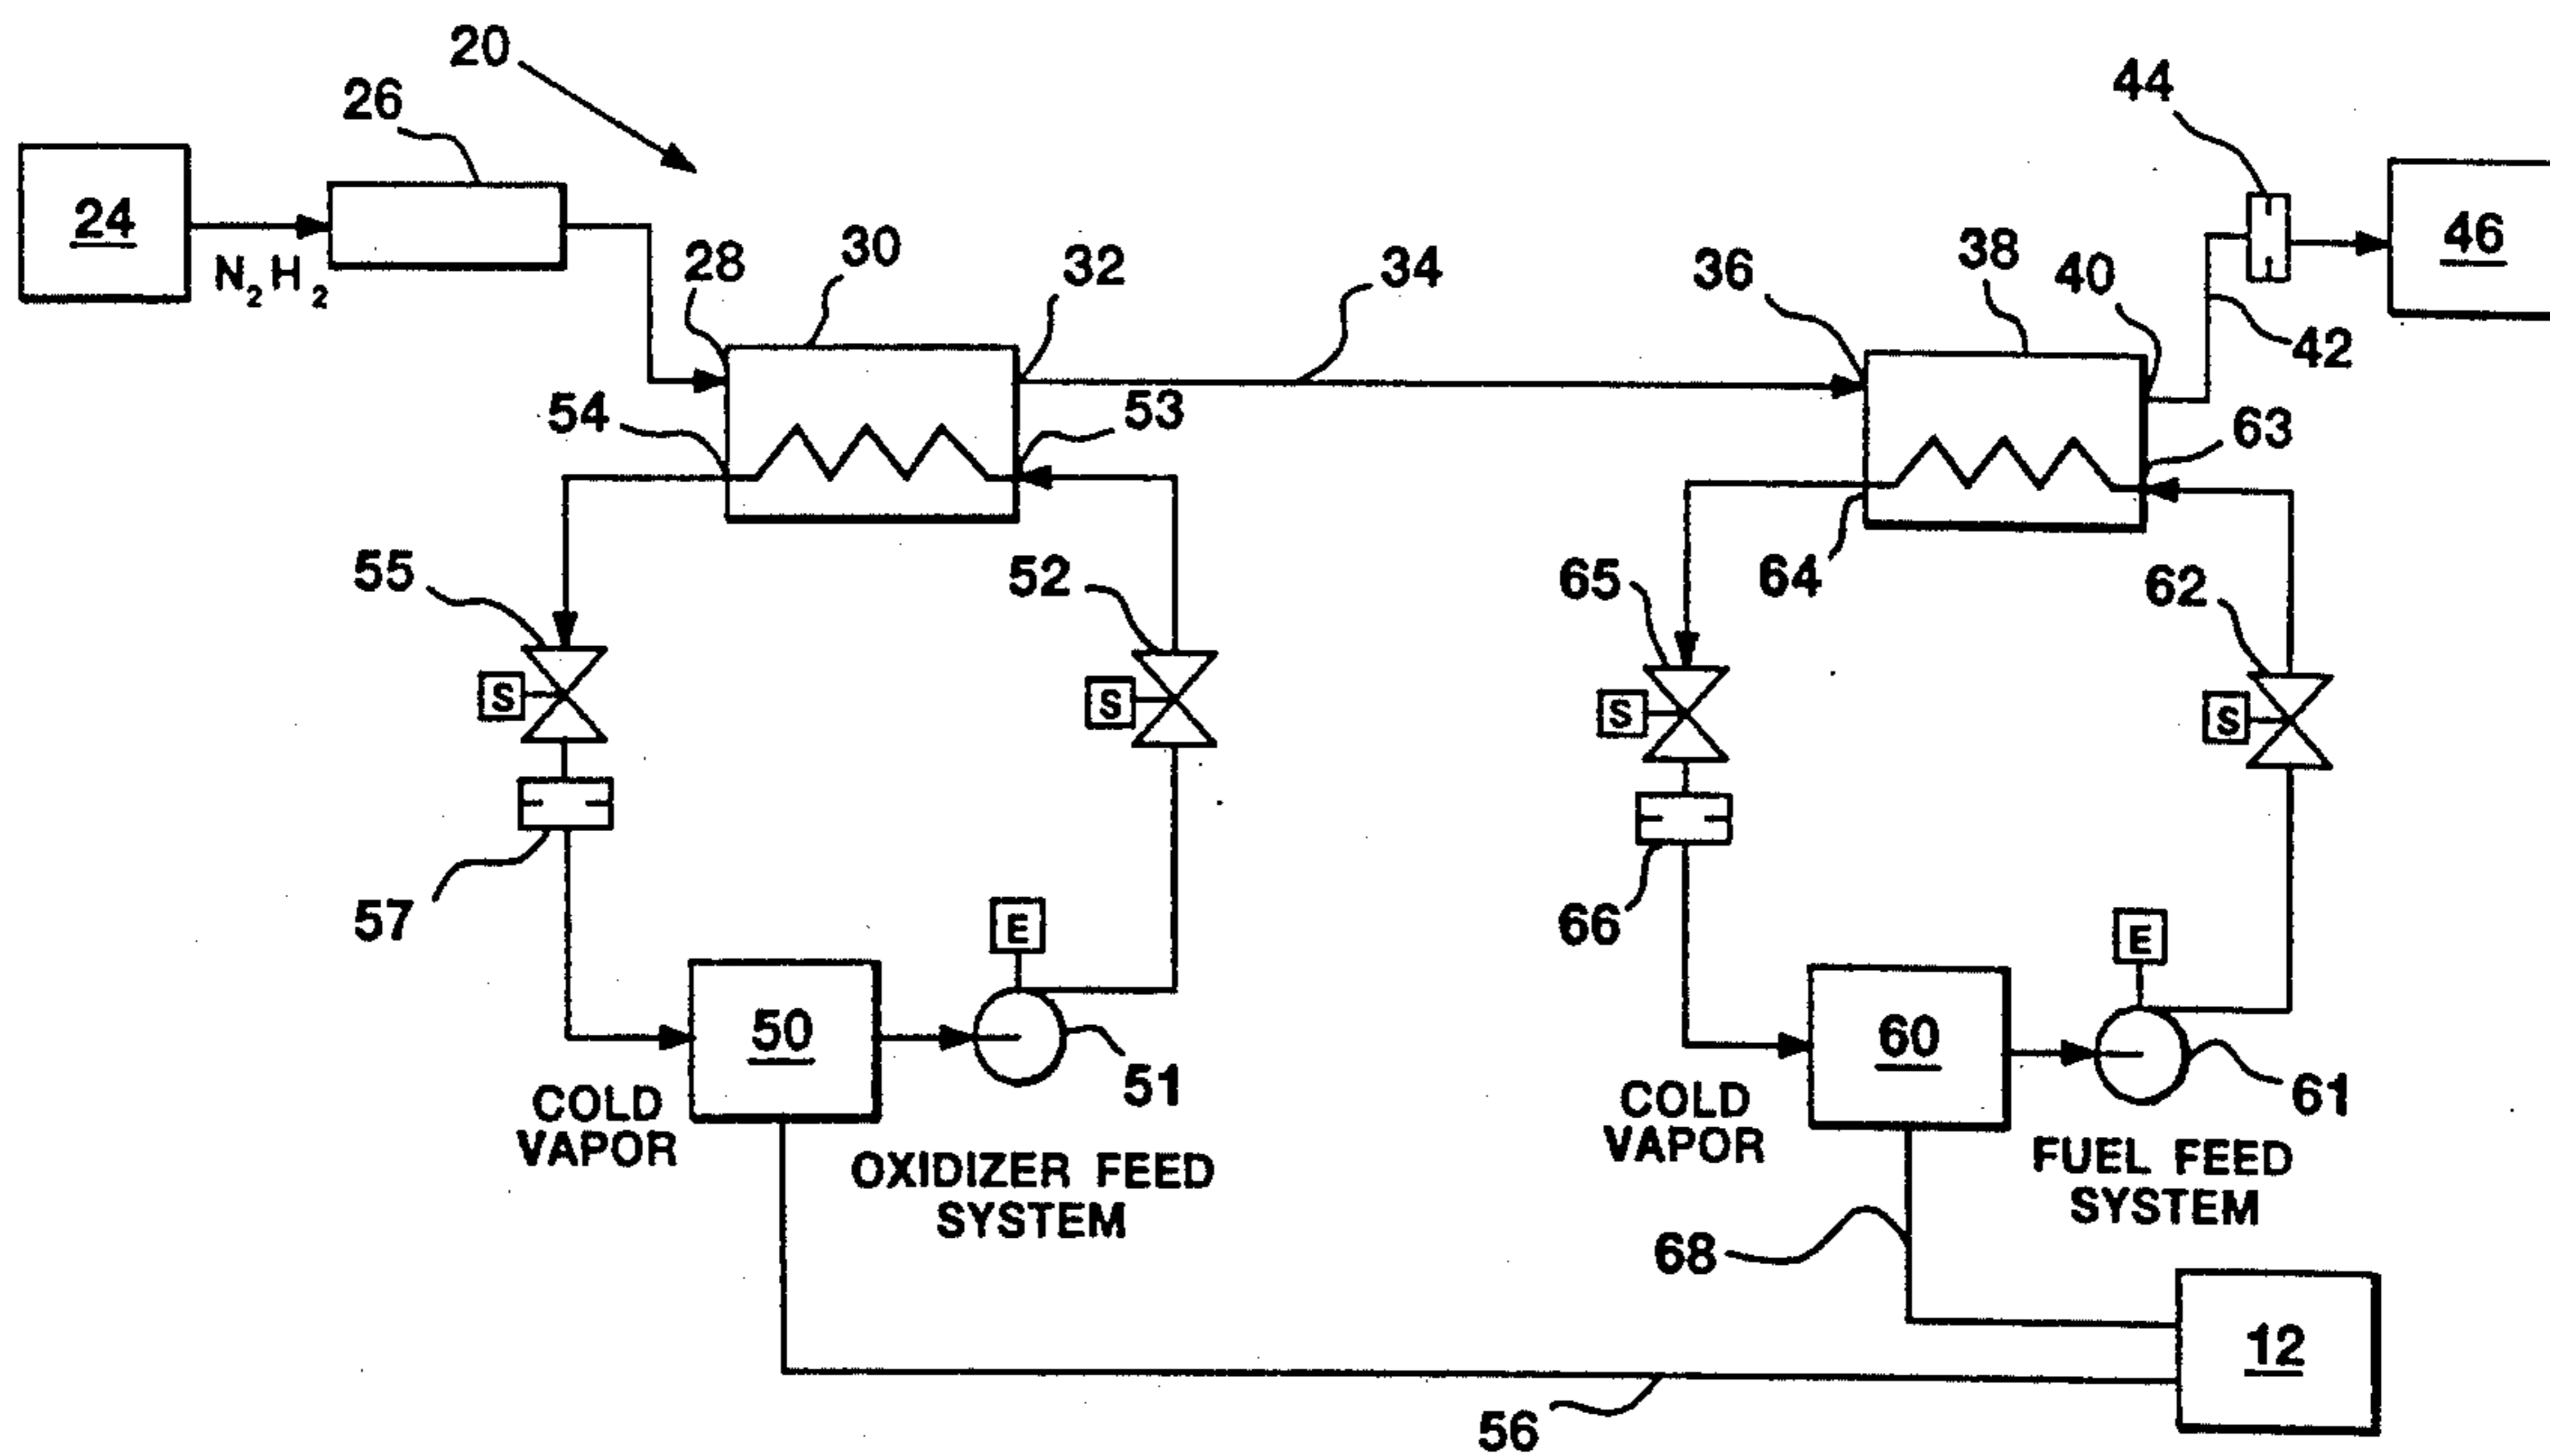 20
44
26
24
46
N₂H₂
28
30
32
34
36
38
40
42
54
53
63
55
52
65
64
62
S
S
S
S
57
66
E
E
50
51
60
61
COLD
VAPOR
COLD
VAPOR
OXIDIZER FEED
SYSTEM
FUEL FEED
SYSTEM
68
12
56